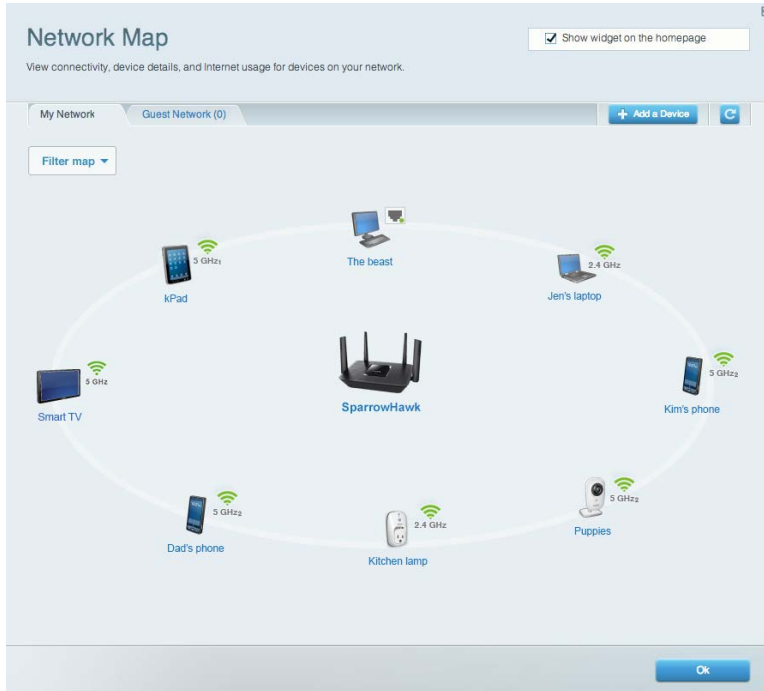 Network Map
Show widget on the homepage
View connectivity, device details, and Internet usage for devices on your network.
My Network
Guest Network (0)
Add a Device
Filter map
The beast
5 GHz1
kPad
2.4 GHz
Jen's laptop
5 GHz
Smart TV
SparrowHawk
5 GHz2
Kim's phone
5 GHz2
Dad's phone
2.4 GHz
Kitchen lamp
5 GHz2
Puppies
Ok